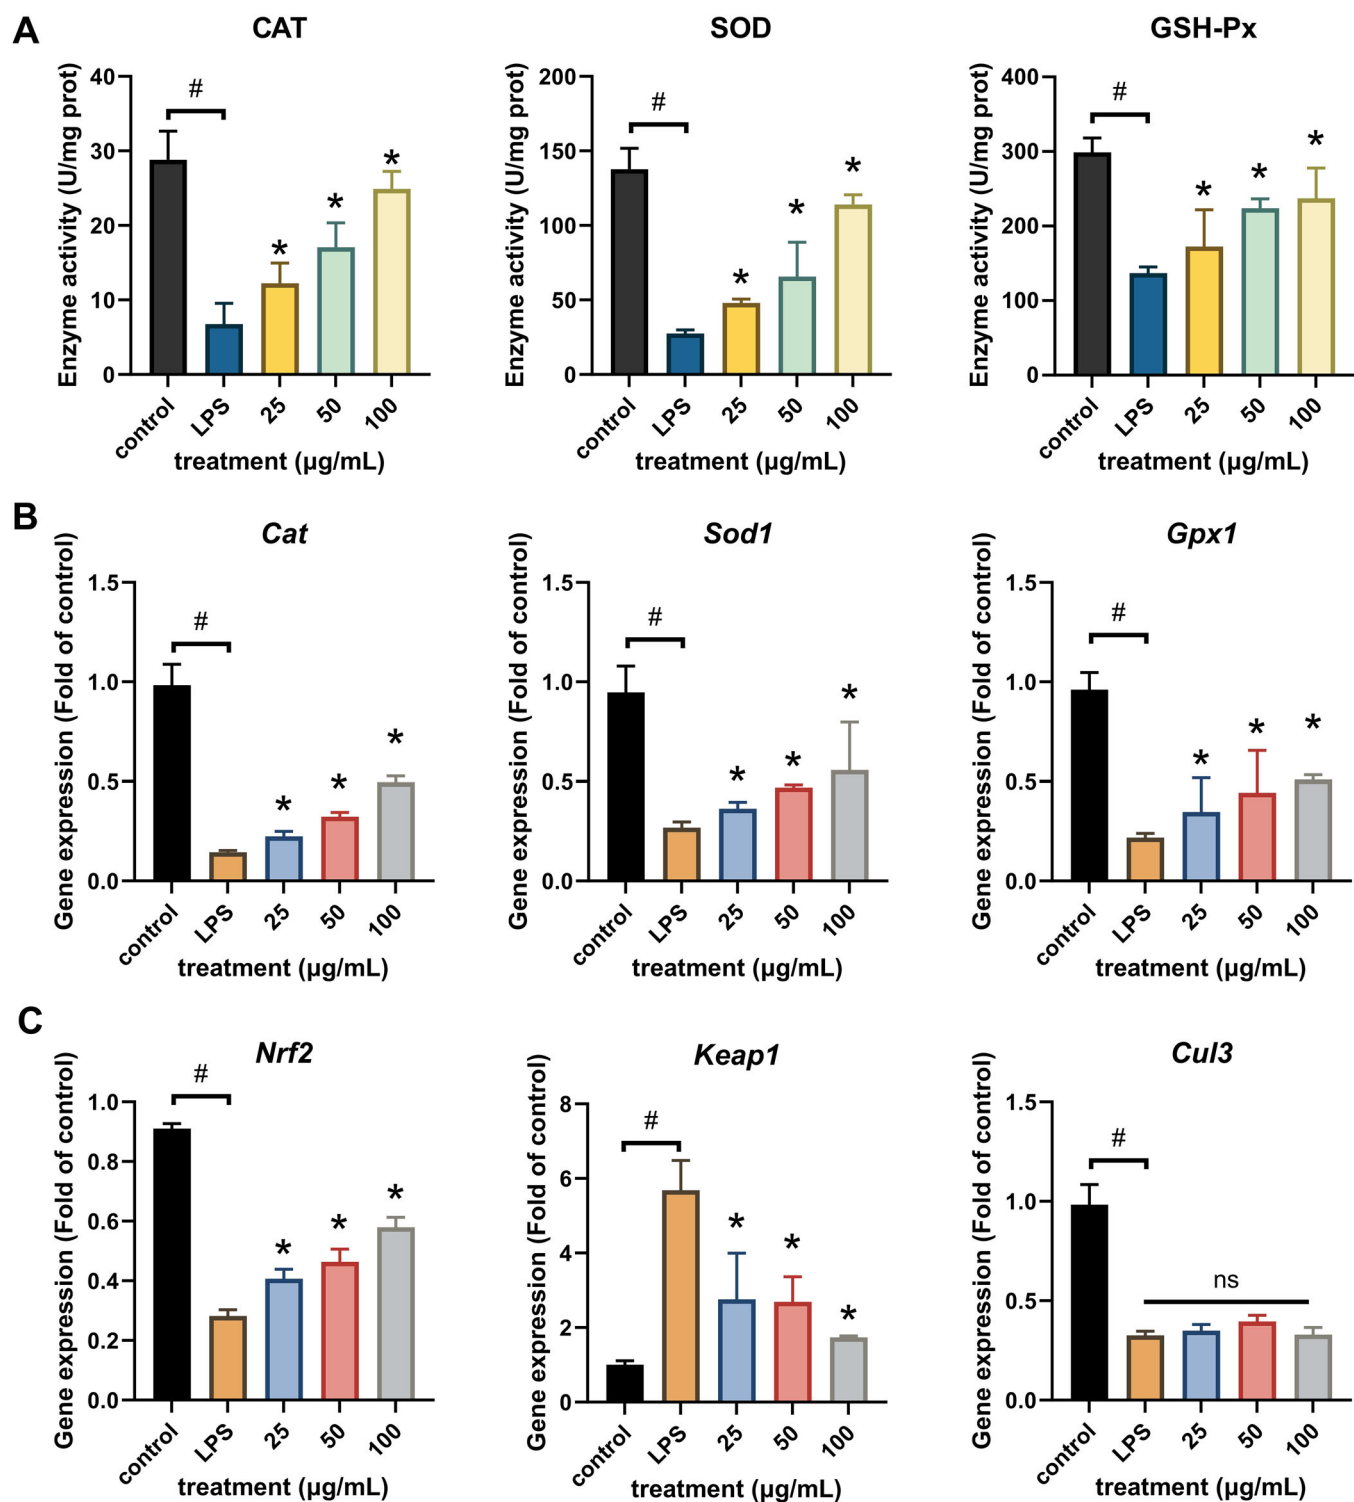 A
CAT
SOD
GSH-Px
Enzyme activity (U/mg prot)
40
30
20
10
0
#
*
*
*
control
LPS
25
50
100
treatment (µg/mL)
Enzyme activity (U/mg prot)
200
150
100
50
0
#
*
*
*
control
LPS
25
50
100
treatment (µg/mL)
Enzyme activity (U/mg prot)
400
300
200
100
0
#
*
*
*
control
LPS
25
50
100
treatment (µg/mL)
B
Cat
Sod1
Gpx1
Gene expression (Fold of control)
1.5
1.0
0.5
0.0
#
*
*
*
control
LPS
25
50
100
treatment (µg/mL)
Gene expression (Fold of control)
1.5
1.0
0.5
0.0
#
*
*
*
control
LPS
25
50
100
treatment (µg/mL)
Gene expression (Fold of control)
1.5
1.0
0.5
0.0
#
*
*
*
control
LPS
25
50
100
treatment (µg/mL)
C
Nrf2
Keap1
Cul3
Gene expression (Fold of control)
1.0
0.8
0.6
0.4
0.2
0.0
#
*
*
*
control
LPS
25
50
100
treatment (µg/mL)
Gene expression (Fold of control)
8
6
4
2
0
#
*
*
*
control
LPS
25
50
100
treatment (µg/mL)
Gene expression (Fold of control)
1.5
1.0
0.5
0.0
#
ns
control
LPS
25
50
100
treatment (µg/mL)